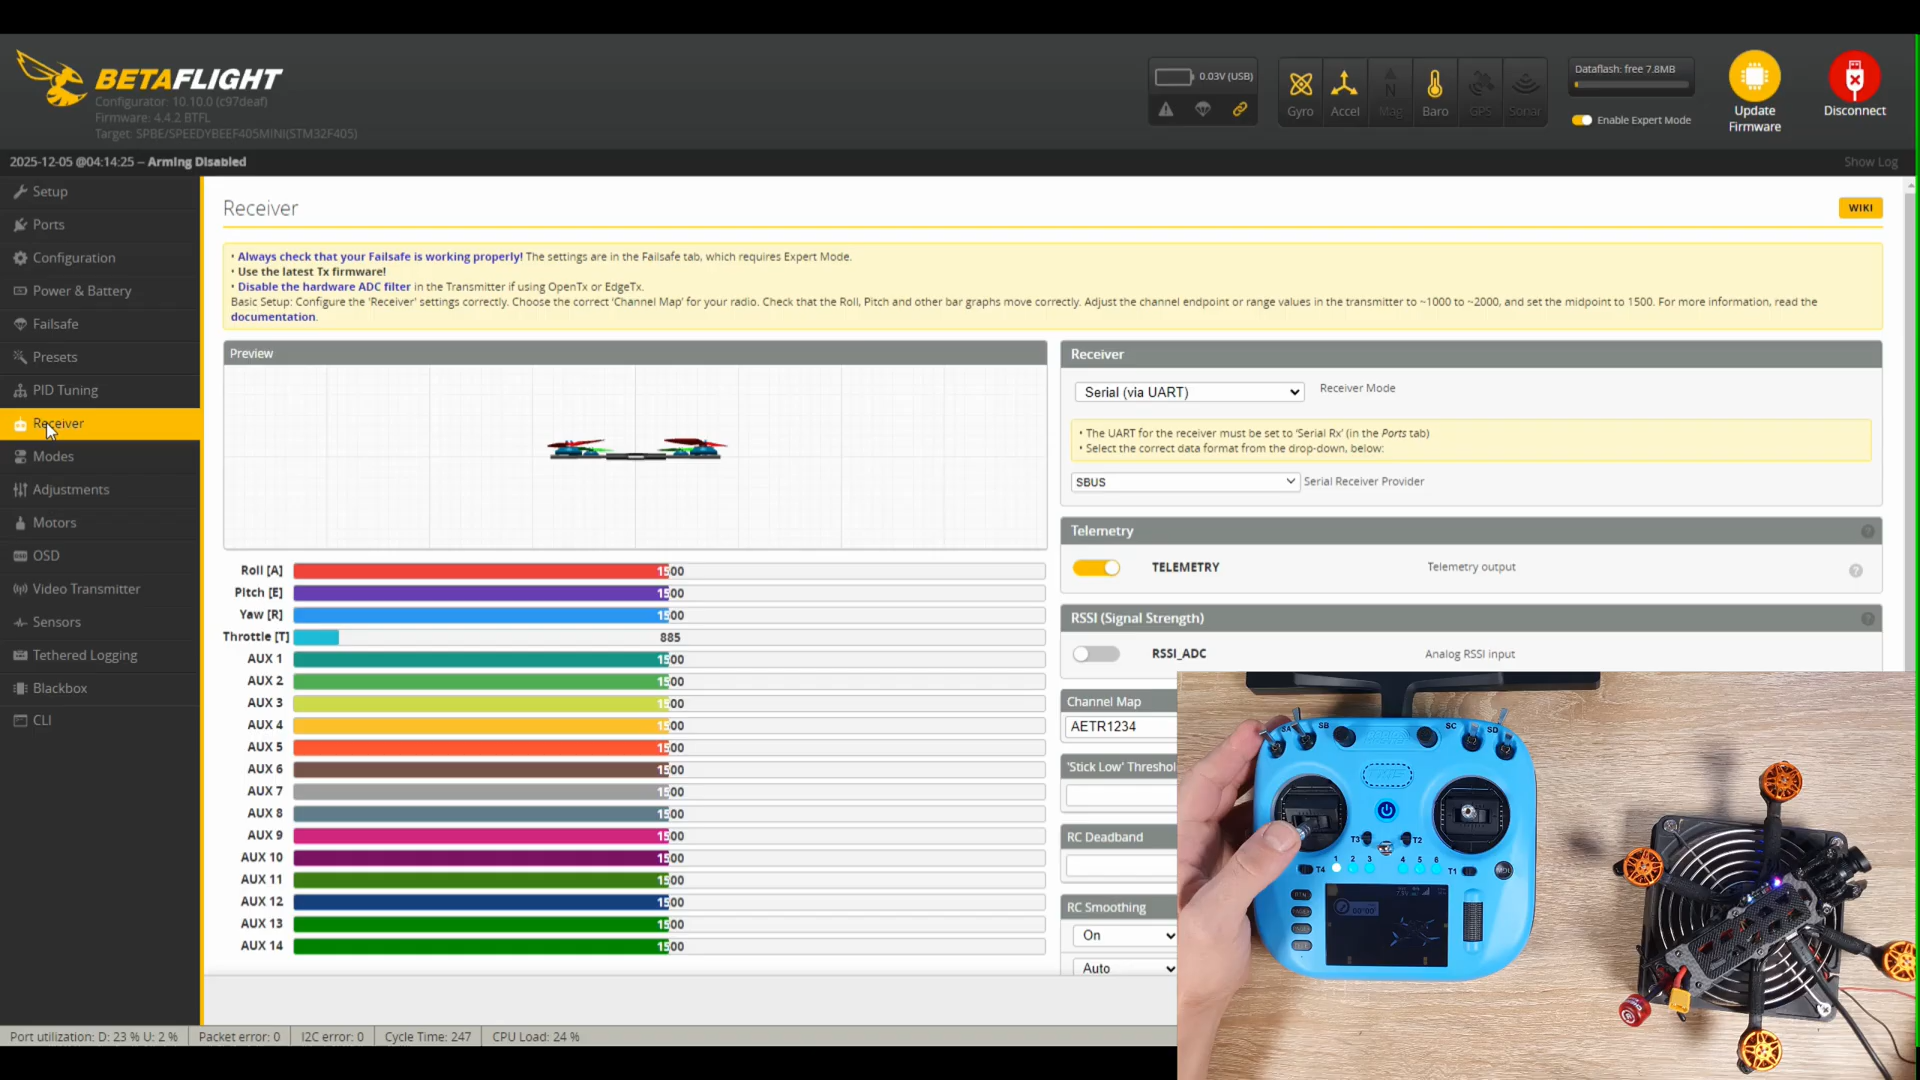 BETAFLIGHT
Configurator: 10.10.0 (c97deaf)
Firmware: 4.4.2 BTFL
Target: SPBE/SPEEDYBEEF405MINI(STM32F405)
0.03V (USB)
Gyro
Accel
Mag
Baro
GPS
Sonar
Dataflash: free 7.8MB
Enable Expert Mode
Update
Firmware
Disconnect
2025-12-05 @04:14:25 -- Arming Disabled
Show Log
Setup
Ports
Configuration
Power & Battery
Failsafe
Presets
PID Tuning
Receiver
Modes
Adjustments
Motors
OSD
Video Transmitter
Sensors
Tethered Logging
Blackbox
CLI
Receiver
WIKI
• Always check that your Failsafe is working properly! The settings are in the Failsafe tab, which requires Expert Mode.
• Use the latest Tx firmware!
• Disable the hardware ADC filter in the Transmitter if using OpenTx or EdgeTx.
Basic Setup: Configure the 'Receiver' settings correctly. Choose the correct 'Channel Map' for your radio. Check that the Roll, Pitch and other bar graphs move correctly. Adjust the channel endpoint or range values in the transmitter to ~1000 to ~2000, and set the midpoint to 1500. For more information, read the
documentation.
Preview
Roll [A] 1500
Pitch [E] 1500
Yaw [R] 1500
Throttle [T] 885
AUX 1 1500
AUX 2 1500
AUX 3 1500
AUX 4 1500
AUX 5 1500
AUX 6 1500
AUX 7 1500
AUX 8 1500
AUX 9 1500
AUX 10 1500
AUX 11 1500
AUX 12 1500
AUX 13 1500
AUX 14 1500
Receiver
Serial (via UART) Receiver Mode
• The UART for the receiver must be set to 'Serial Rx' (in the Ports tab)
• Select the correct data format from the drop-down, below:
SBUS Serial Receiver Provider
Telemetry
TELEMETRY Telemetry output
RSSI (Signal Strength)
RSSI_ADC Analog RSSI input
Channel Map
AETR1234
'Stick Low' Threshol
RC Deadband
RC Smoothing
On
Auto
SA
SB
SC
SD
T3
T2
T4
1 2 3 4 5 6
T1
Port utilization: D: 23 % U: 2 %
Packet error: 0
I2C error: 0
Cycle Time: 247
CPU Load: 24 %